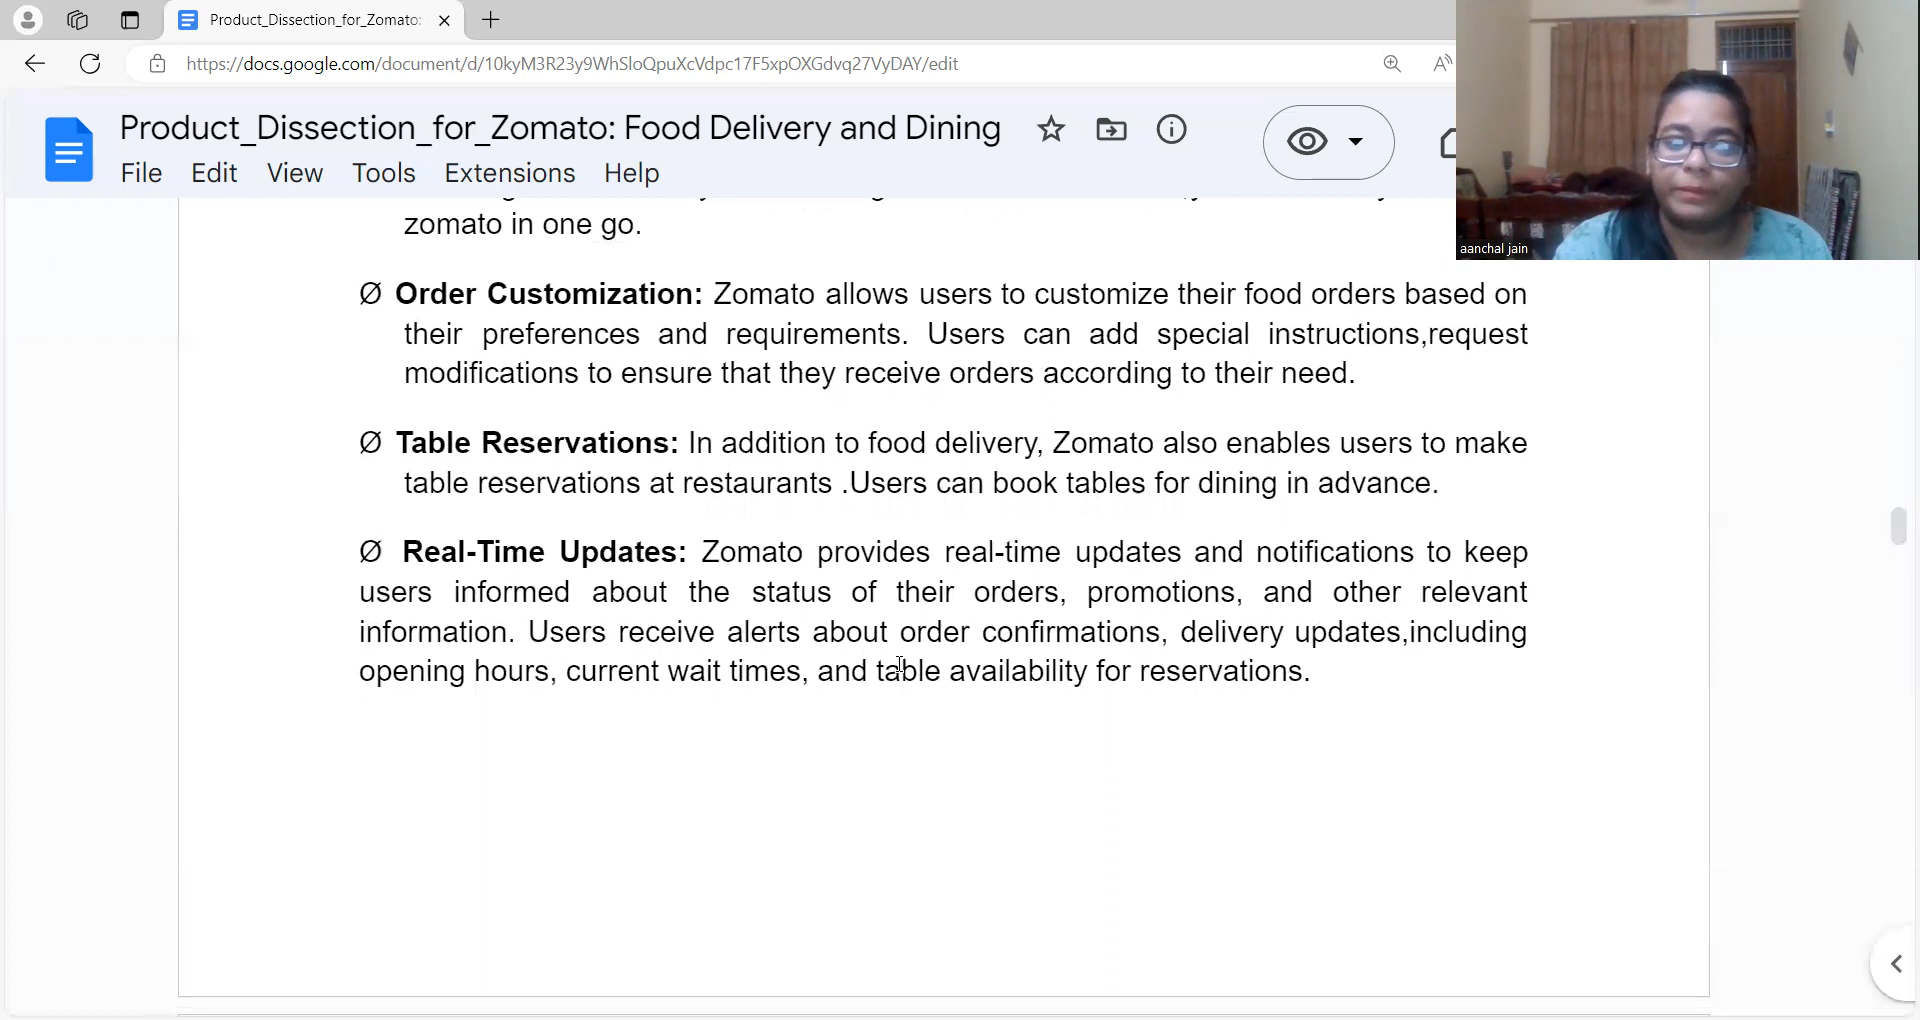 Product_Dissection_for_Zomato:
https://docs.google.com/document/d/10kyM3R23y9WhSloQpuXcVdpc17F5xpOXGdvq27VyDAY/edit
Product_Dissection_for_Zomato: Food Delivery and Dining
File Edit View Tools Extensions Help
aanchal jain
zomato in one go.
Ø Order Customization: Zomato allows users to customize their food orders based on
their preferences and requirements. Users can add special instructions,request
modifications to ensure that they receive orders according to their need.
Ø Table Reservations: In addition to food delivery, Zomato also enables users to make
table reservations at restaurants .Users can book tables for dining in advance.
Ø Real-Time Updates: Zomato provides real-time updates and notifications to keep
users informed about the status of their orders, promotions, and other relevant
information. Users receive alerts about order confirmations, delivery updates,including
opening hours, current wait times, and table availability for reservations.